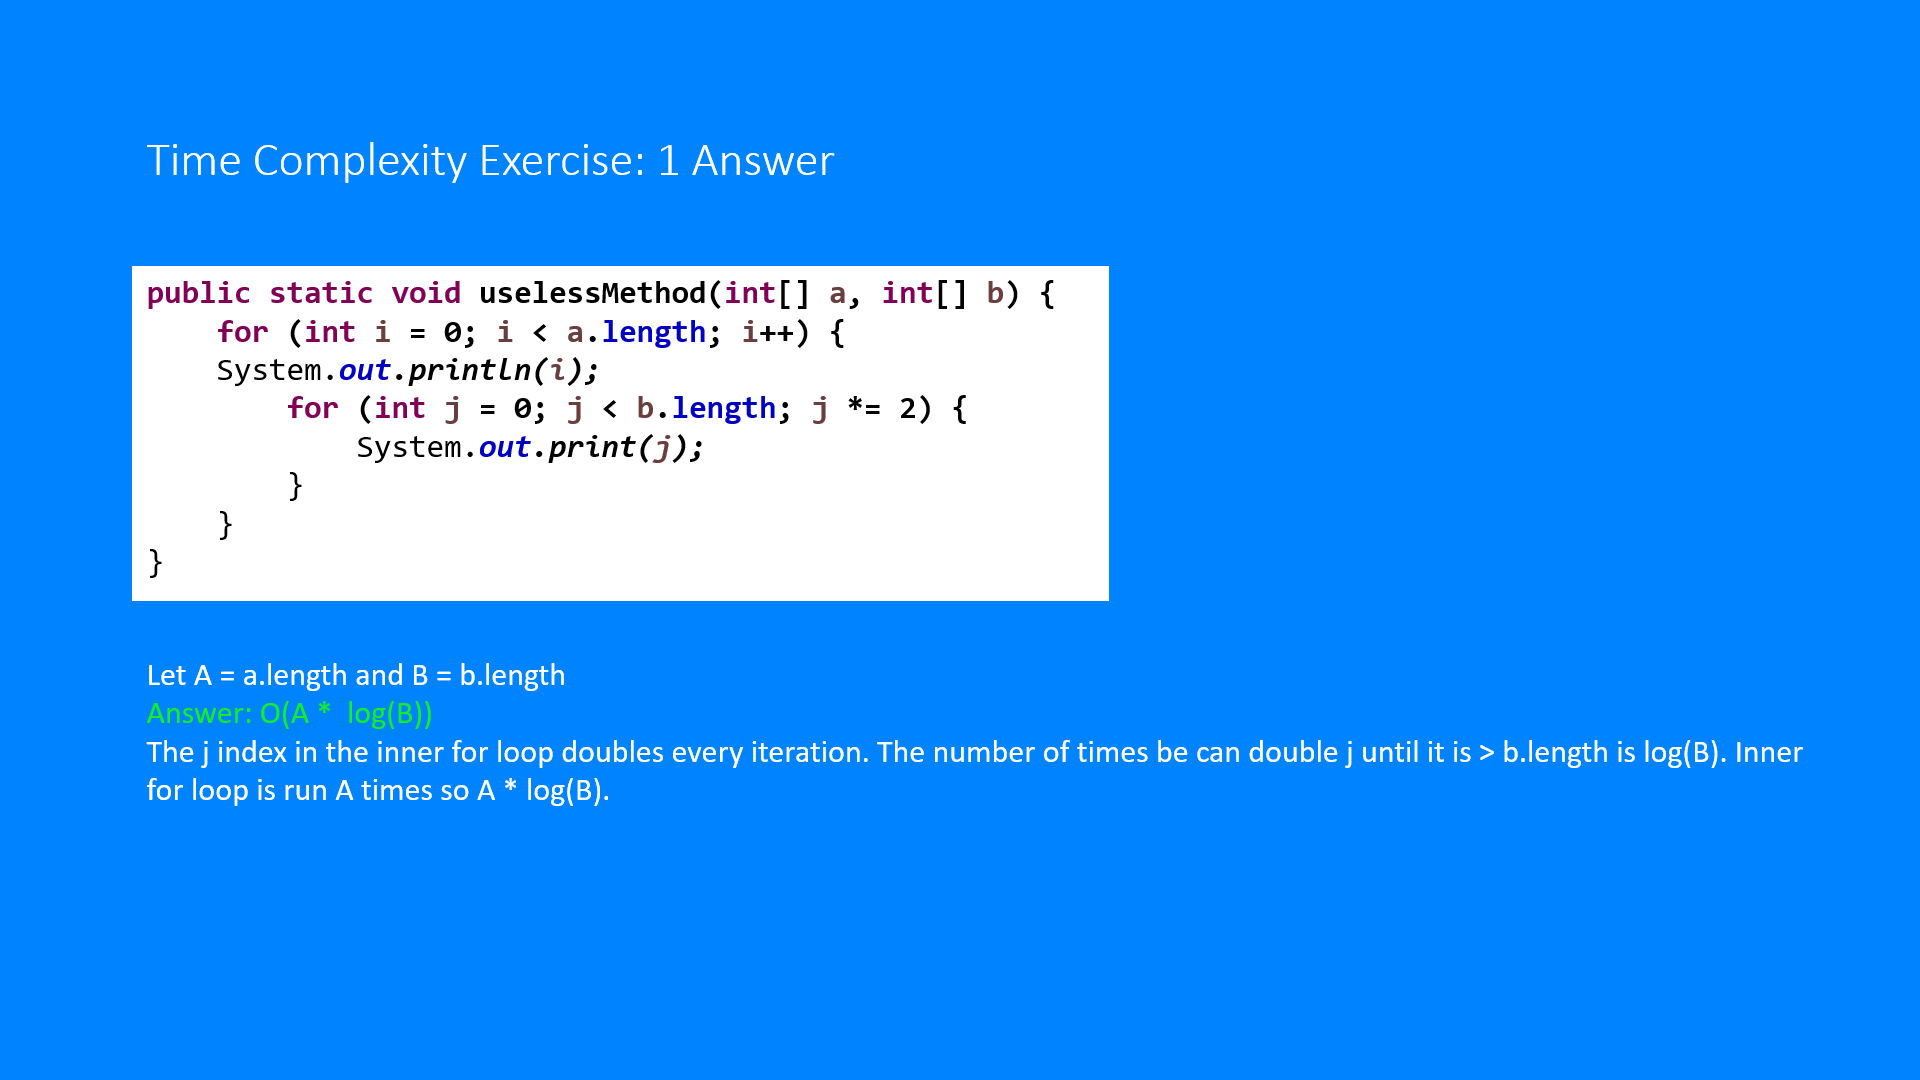 Time Complexity Exercise: 1 Answer
public static void uselessMethod(int[] a, int[] b) {
    for (int i = 0; i < a.length; i++) {
    System.out.println(i);
        for (int j = 0; j < b.length; j *= 2) {
            System.out.print(j);
        }
    }
}
Let A = a.length and B = b.length
Answer: O(A *  log(B))
The j index in the inner for loop doubles every iteration. The number of times be can double j until it is > b.length is log(B). Inner
for loop is run A times so A * log(B).